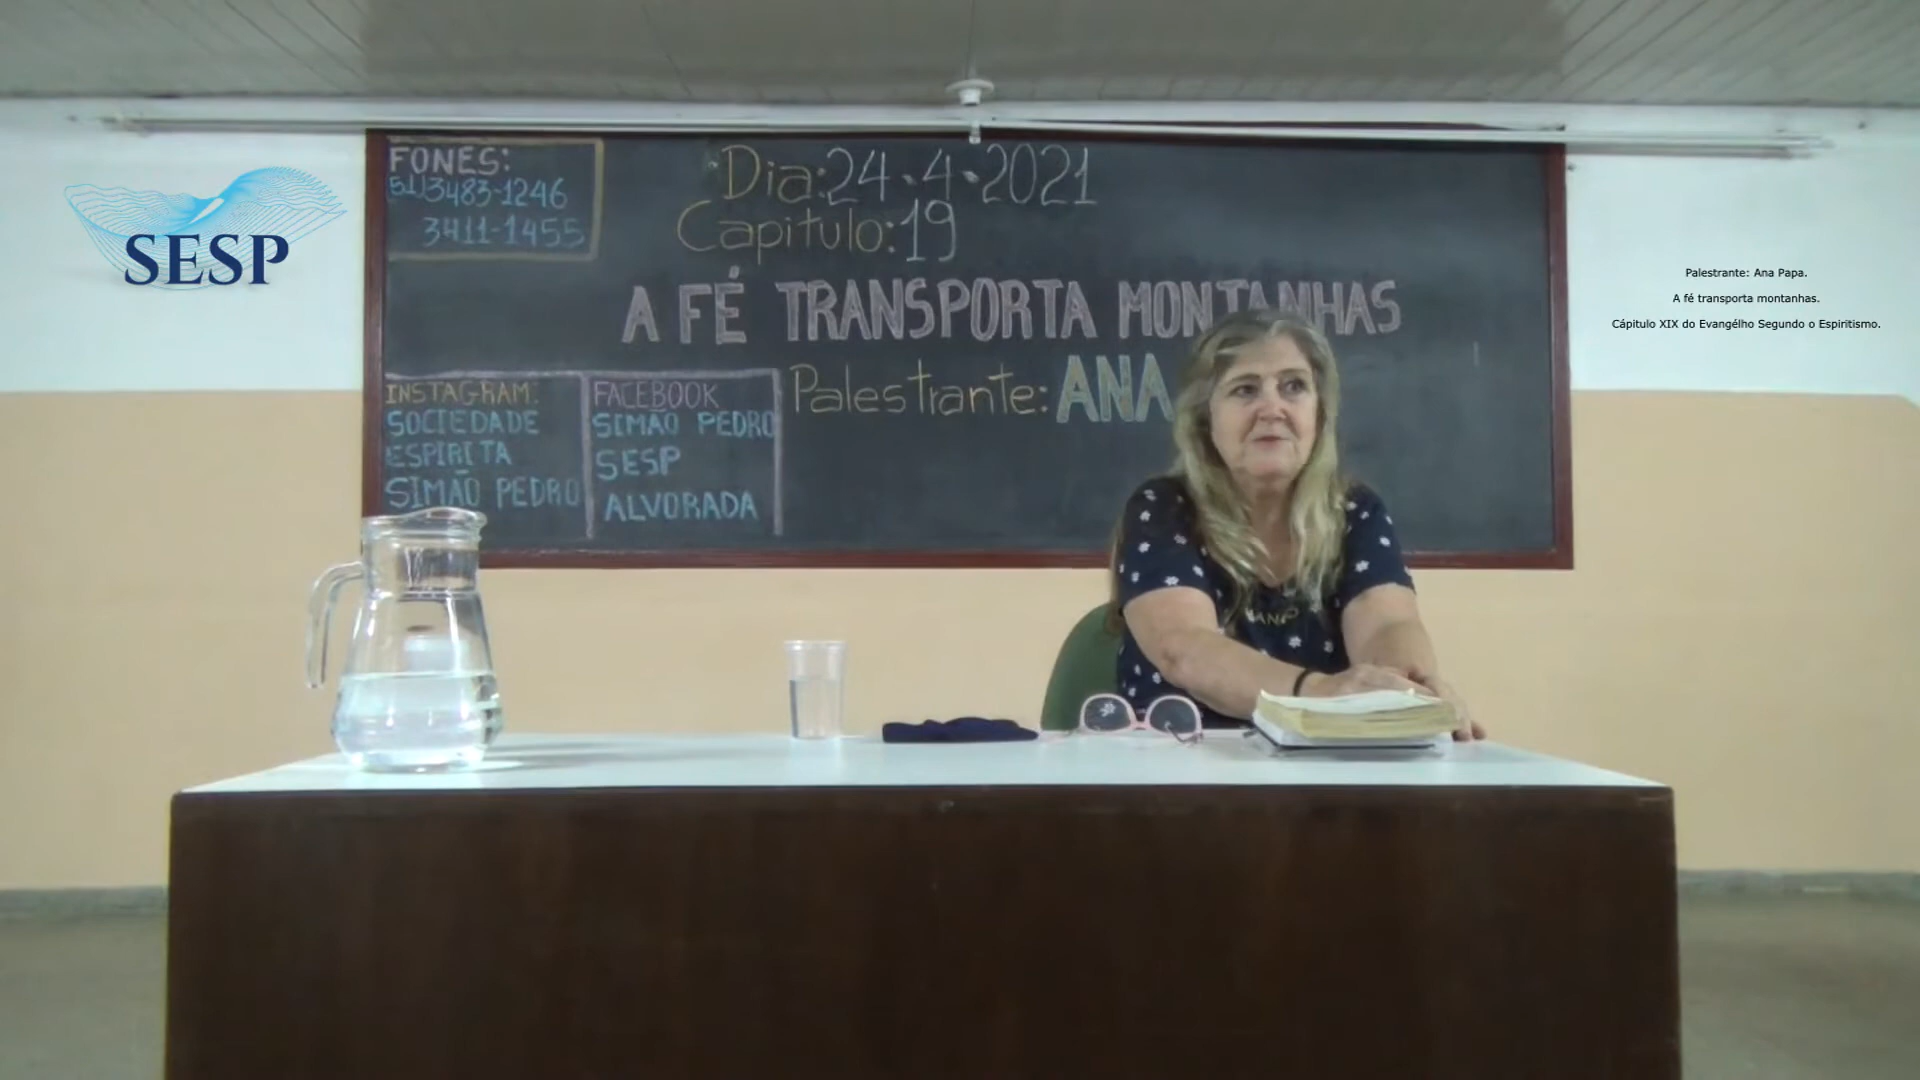 SESP
FONES:
51)3483-1246
3411-1455
Dia:24-4-2021
Capitulo:19
A FÉ TRANSPORTA MONTANHAS
Palestrante: ANA
INSTAGRAM:
SOCIEDADE
ESPIRITA
SIMÃO PEDRO
FACEBOOK
SIMÃO PEDRO
SESP
ALVORADA
Palestrante: Ana Papa.
A fé transporta montanhas.
Cápitulo XIX do Evangélho Segundo o Espiritismo.